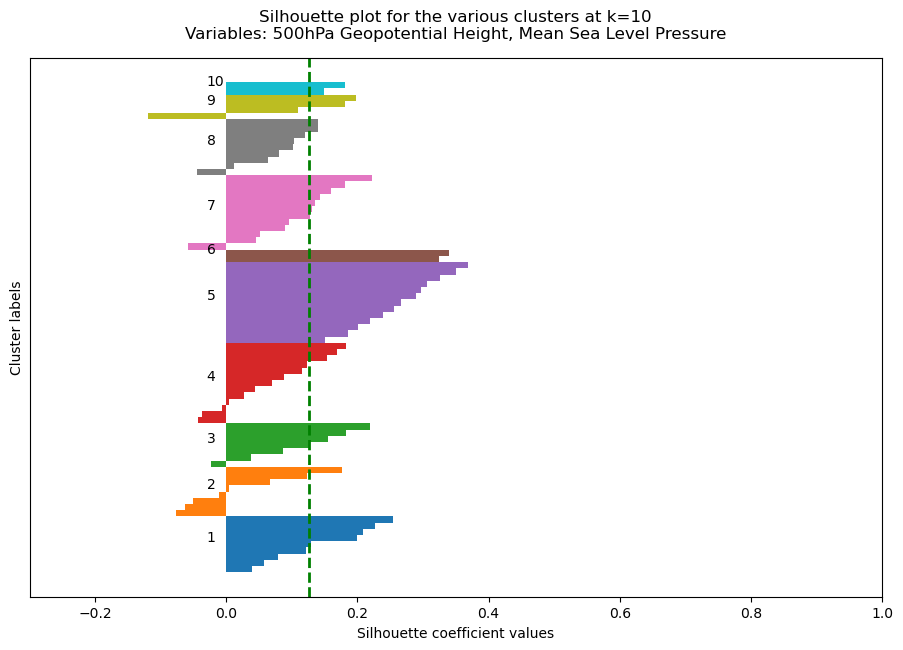 Silhouette plot for the various clusters at k=10
Variables: 500hPa Geopotential Height, Mean Sea Level Pressure
10
9
8
7
6
5
4
3
2
1
Cluster labels
−0.2 0.0 0.2 0.4 0.6 0.8 1.0
Silhouette coefficient values